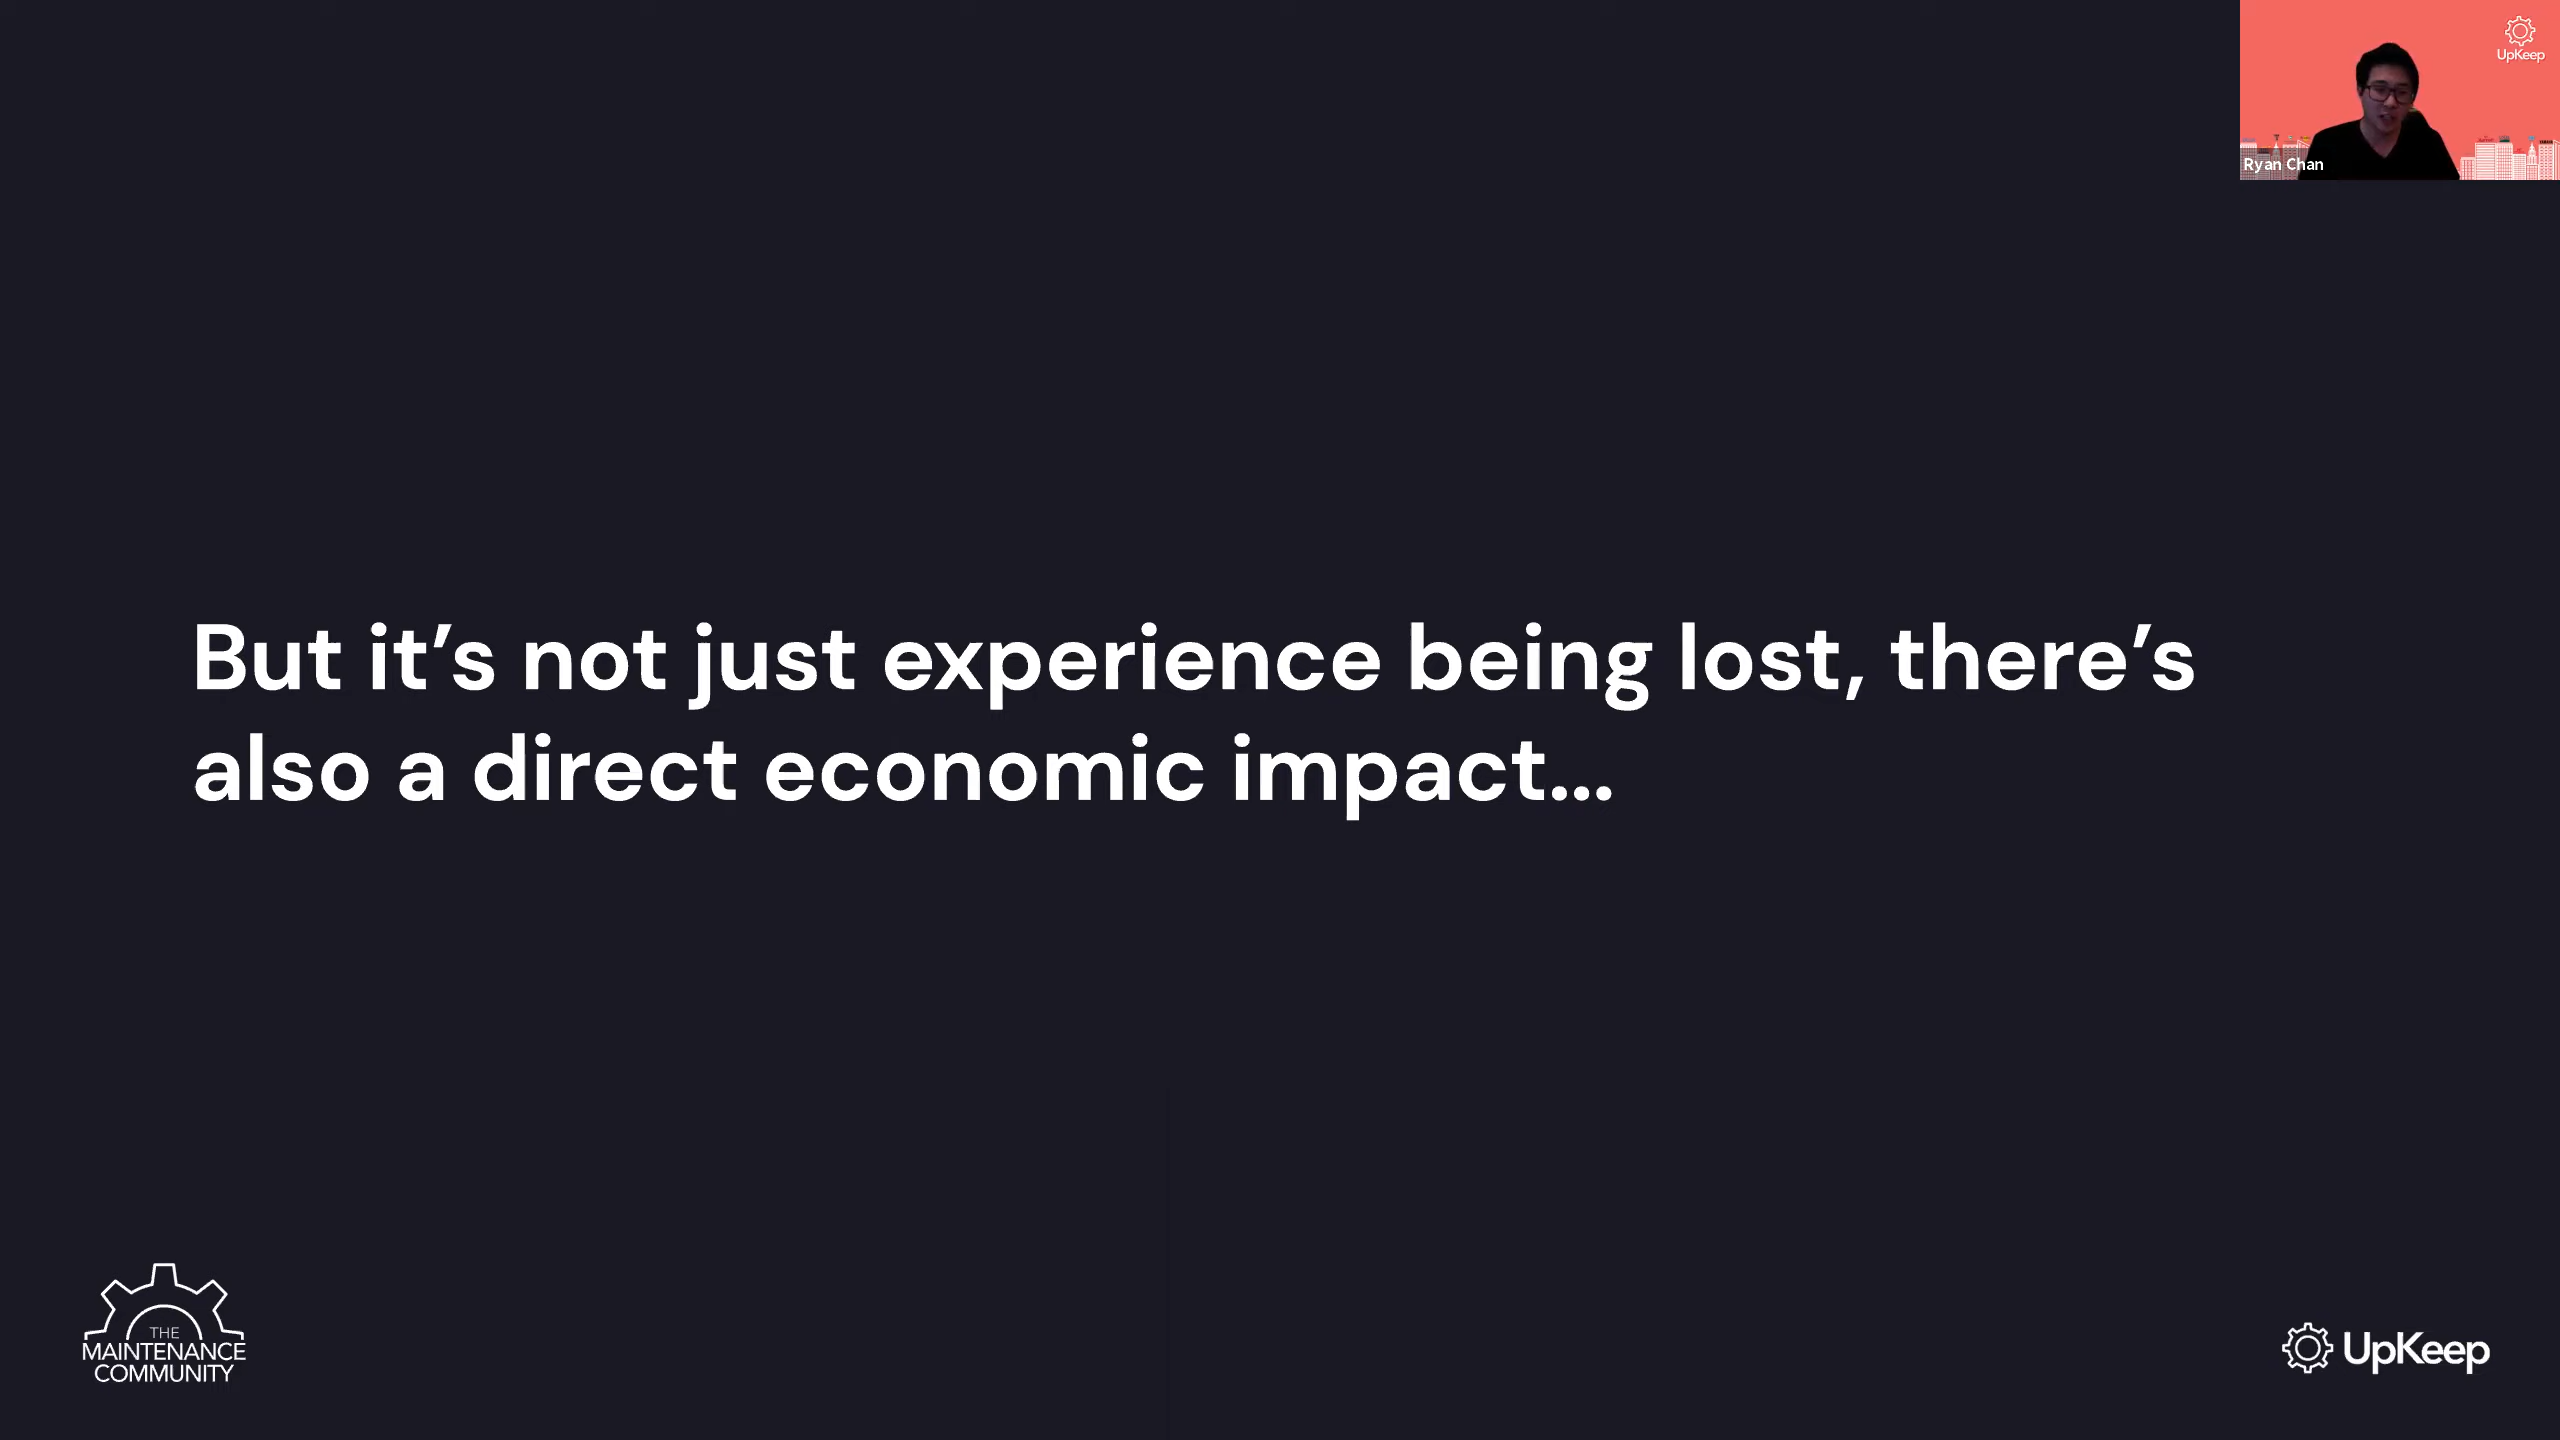 UpKeep
Ryan Chan
But it’s not just experience being lost, there’s
also a direct economic impact...
THE
MAINTENANCE
COMMUNITY
UpKeep